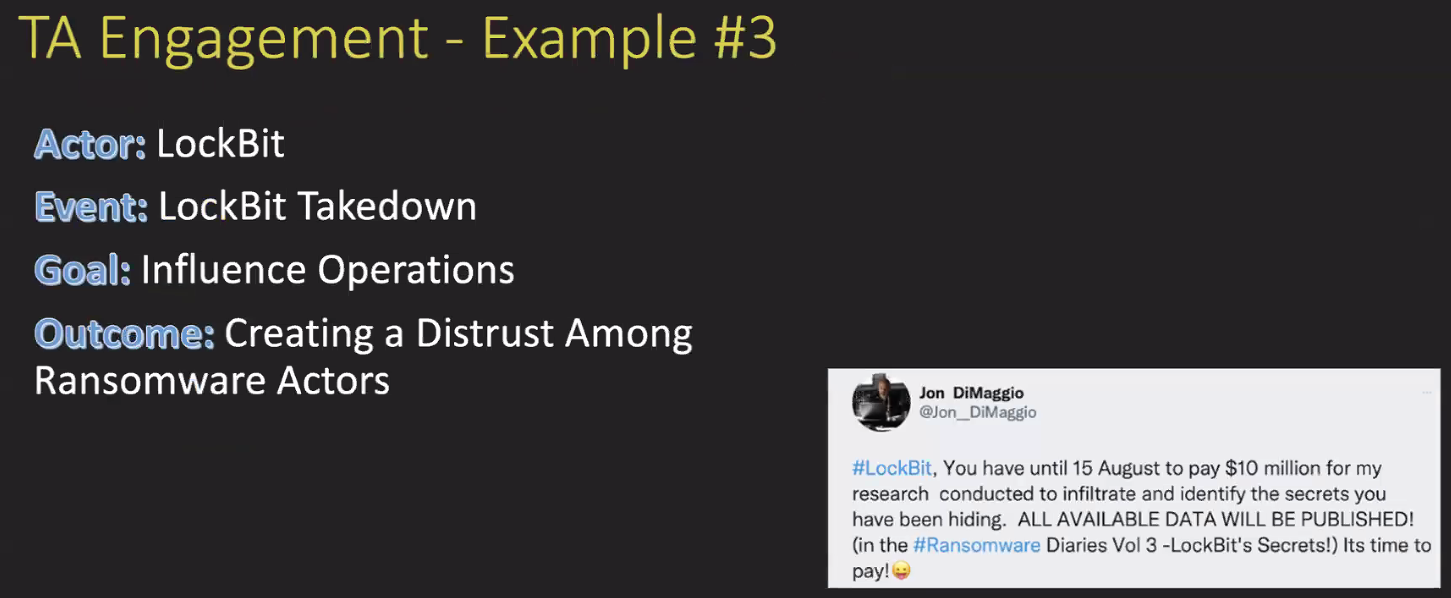 TA Engagement - Example #3
Actor: LockBit
Event: LockBit Takedown
Goal: Influence Operations
Outcome: Creating a Distrust Among
Ransomware Actors
Jon DiMaggio
@Jon__DiMaggio
#LockBit, You have until 15 August to pay $10 million for my
research conducted to infiltrate and identify the secrets you
have been hiding. ALL AVAILABLE DATA WILL BE PUBLISHED!
(in the #Ransomware Diaries Vol 3 -LockBit's Secrets!) Its time to
pay!😛